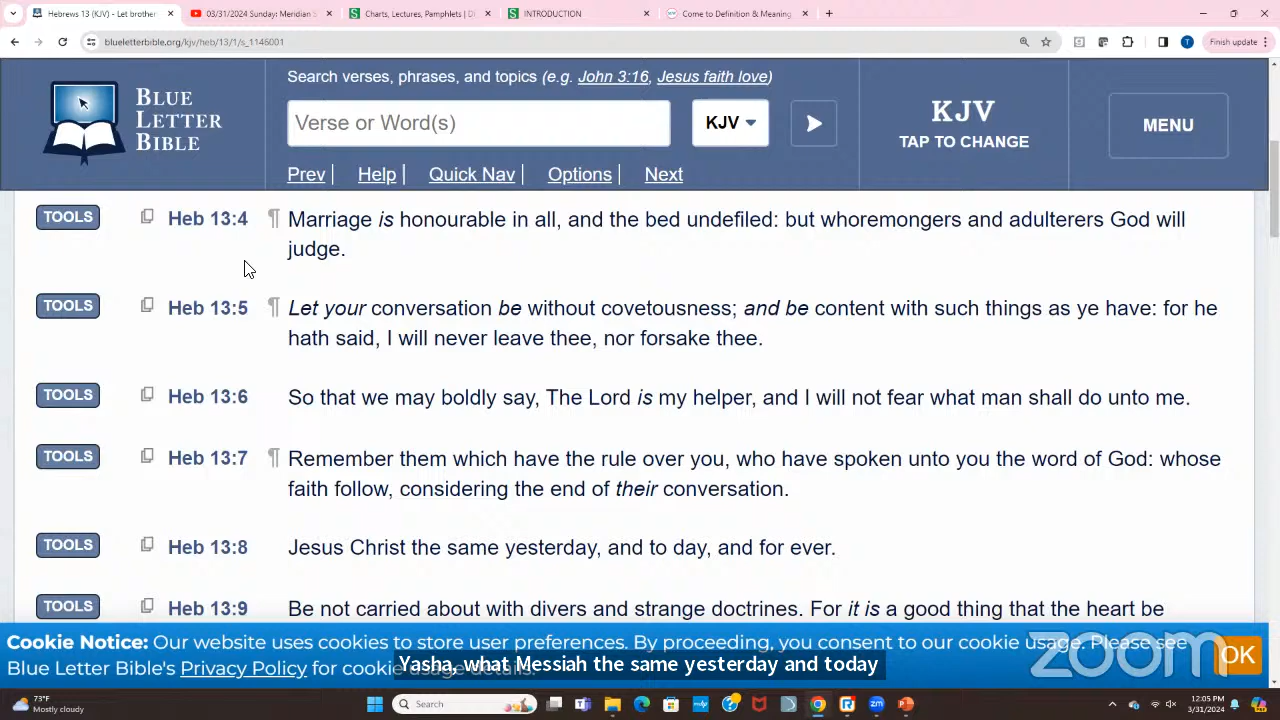 Hebrews 13 (KJV) - Let brother
03/31/2024 Sunday: Meridian S
Charts, Lectures, Pamphlets | D
INTRODUCTION
Come to Definition & Meaning
blueletterbible.org/kjv/heb/13/1/s_1146001
T
Finish update
BLUE
LETTER
BIBLE
Search verses, phrases, and topics (e.g. John 3:16, Jesus faith love)
Verse or Word(s)
KJV
Prev | Help | Quick Nav | Options | Next
KJV
TAP TO CHANGE
MENU
TOOLS Heb 13:4 ¶ Marriage is honourable in all, and the bed undefiled: but whoremongers and adulterers God will
judge.
TOOLS Heb 13:5 ¶ Let your conversation be without covetousness; and be content with such things as ye have: for he
hath said, I will never leave thee, nor forsake thee.
TOOLS Heb 13:6 So that we may boldly say, The Lord is my helper, and I will not fear what man shall do unto me.
TOOLS Heb 13:7 ¶ Remember them which have the rule over you, who have spoken unto you the word of God: whose
faith follow, considering the end of their conversation.
TOOLS Heb 13:8 Jesus Christ the same yesterday, and to day, and for ever.
TOOLS Heb 13:9 Be not carried about with divers and strange doctrines. For it is a good thing that the heart be
Cookie Notice: Our website uses cookies to store user preferences. By proceeding, you consent to our cookie usage. Please see
Blue Letter Bible's Privacy Policy for cookie usage details.
OK
zoom
Yasha, what Messiah the same yesterday and today
73°F
Mostly cloudy
Search
12:05 PM
3/31/2024